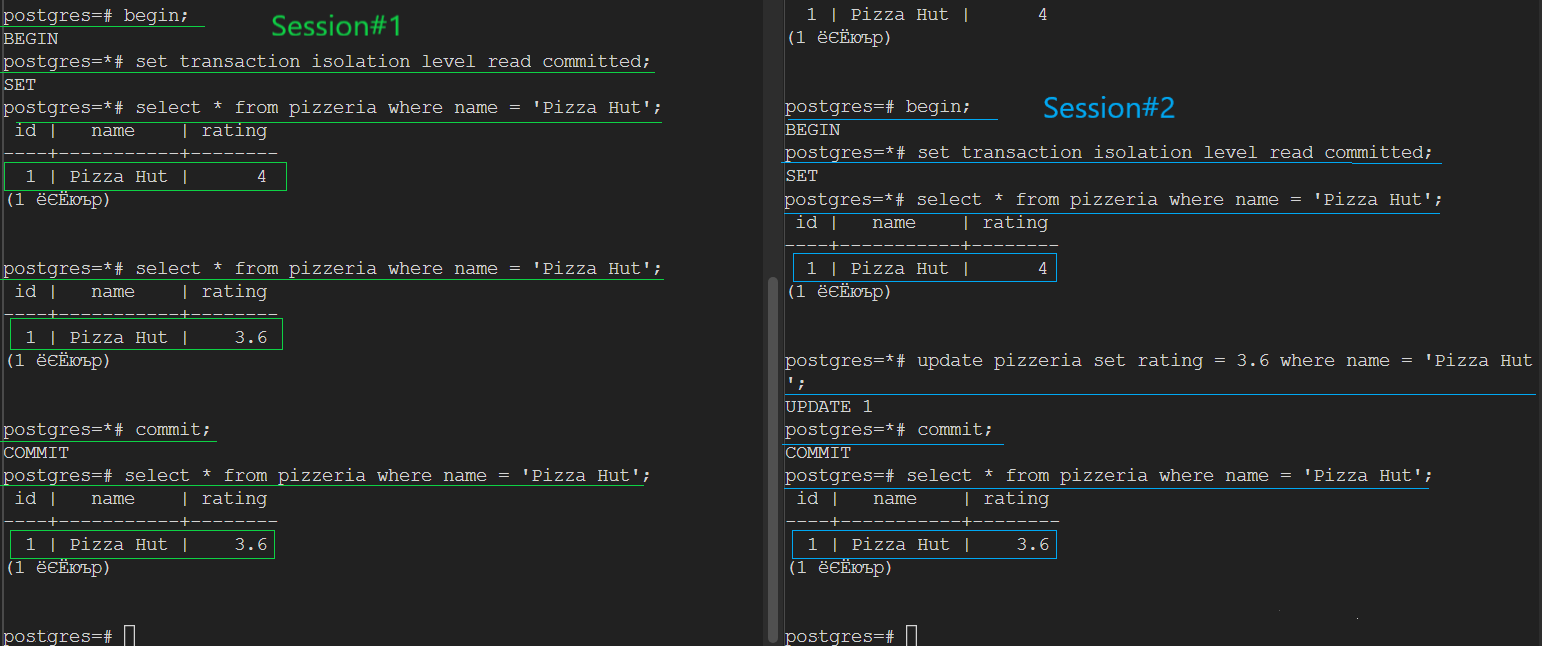 postgres=# begin;
Session#1
BEGIN
postgres=*# set transaction isolation level read committed;
SET
postgres=*# select * from pizzeria where name = 'Pizza Hut';
 id |   name    | rating
----+-----------+--------
  1 | Pizza Hut |      4
(1 ёЄЁюър)
postgres=*# select * from pizzeria where name = 'Pizza Hut';
 id |   name    | rating
----+-----------+--------
  1 | Pizza Hut |    3.6
(1 ёЄЁюър)
postgres=*# commit;
COMMIT
postgres=# select * from pizzeria where name = 'Pizza Hut';
 id |   name    | rating
----+-----------+--------
  1 | Pizza Hut |    3.6
(1 ёЄЁюър)
postgres=#
  1 | Pizza Hut |      4
(1 ёЄЁюър)
postgres=# begin;
Session#2
BEGIN
postgres=*# set transaction isolation level read committed;
SET
postgres=*# select * from pizzeria where name = 'Pizza Hut';
 id |   name    | rating
----+-----------+--------
  1 | Pizza Hut |      4
(1 ёЄЁюър)
postgres=*# update pizzeria set rating = 3.6 where name = 'Pizza Hut
';
UPDATE 1
postgres=*# commit;
COMMIT
postgres=# select * from pizzeria where name = 'Pizza Hut';
 id |   name    | rating
----+-----------+--------
  1 | Pizza Hut |    3.6
(1 ёЄЁюър)
postgres=#